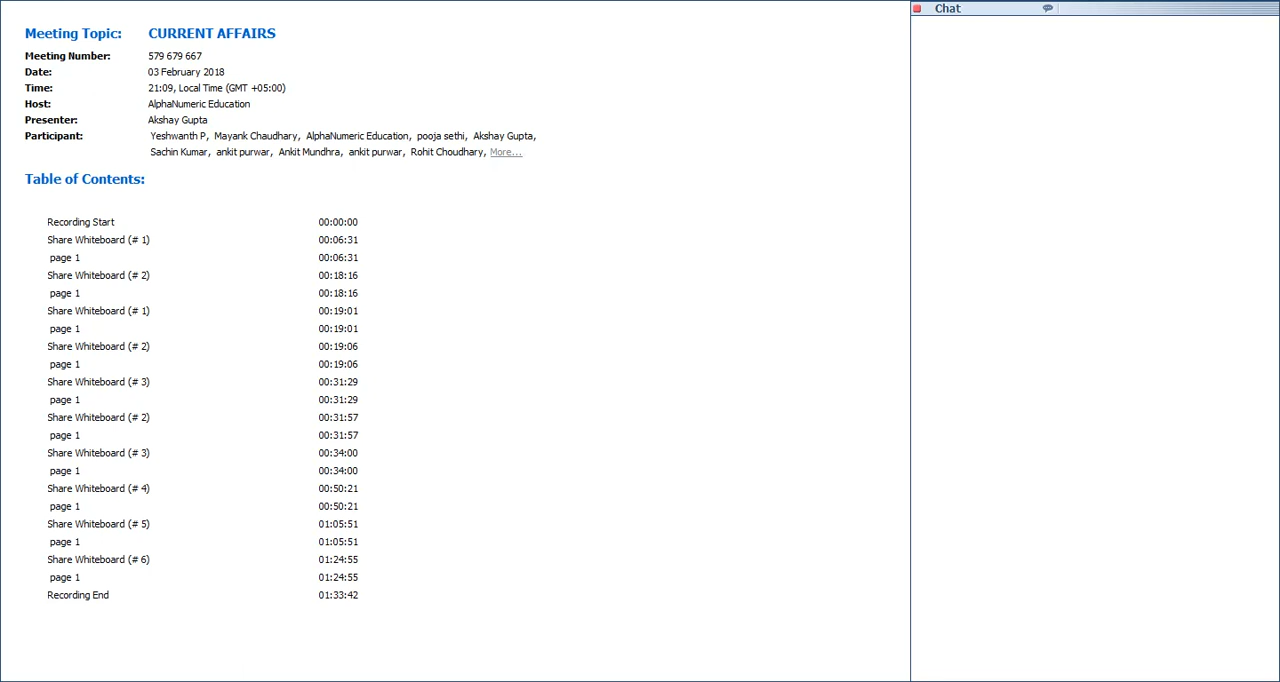 Chat
Meeting Topic: CURRENT AFFAIRS
Meeting Number: 579 679 667
Date: 03 February 2018
Time: 21:09, Local Time (GMT +05:00)
Host: AlphaNumeric Education
Presenter: Akshay Gupta
Participant: Yeshwanth P, Mayank Chaudhary, AlphaNumeric Education, pooja sethi, Akshay Gupta,
Sachin Kumar, ankit purwar, Ankit Mundhra, ankit purwar, Rohit Choudhary, More...
Table of Contents:
Recording Start 00:00:00
Share Whiteboard (# 1) 00:06:31
page 1 00:06:31
Share Whiteboard (# 2) 00:18:16
page 1 00:18:16
Share Whiteboard (# 1) 00:19:01
page 1 00:19:01
Share Whiteboard (# 2) 00:19:06
page 1 00:19:06
Share Whiteboard (# 3) 00:31:29
page 1 00:31:29
Share Whiteboard (# 2) 00:31:57
page 1 00:31:57
Share Whiteboard (# 3) 00:34:00
page 1 00:34:00
Share Whiteboard (# 4) 00:50:21
page 1 00:50:21
Share Whiteboard (# 5) 01:05:51
page 1 01:05:51
Share Whiteboard (# 6) 01:24:55
page 1 01:24:55
Recording End 01:33:42